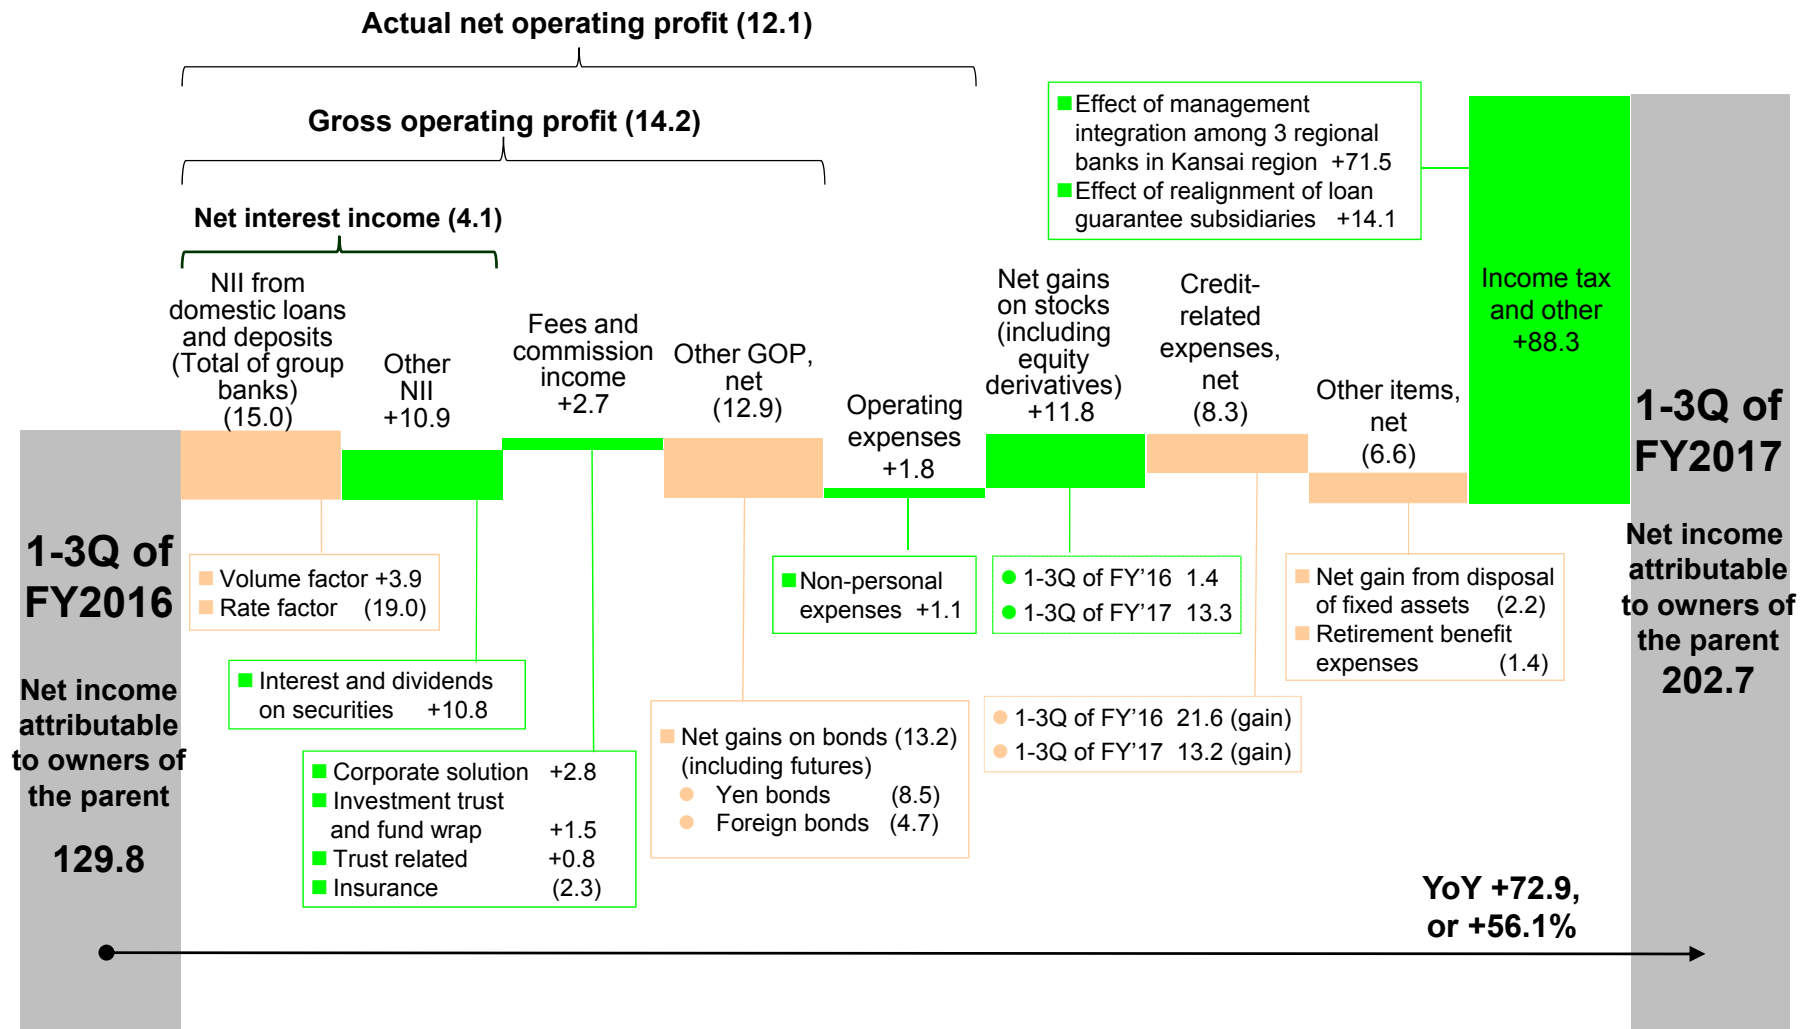 Actual net operating profit (12.1)
Gross operating profit (14.2)
Net interest income (4.1)
NII from
domestic loans
and deposits
(Total of group
banks)
(15.0)
Other
NII
+10.9
Fees and
commission
income
+2.7
Other GOP,
net
(12.9)
Operating
expenses
+1.8
Net gains
on stocks
(including
equity
derivatives)
+11.8
Credit-
related
expenses,
net
(8.3)
Other items,
net
(6.6)
Effect of management
integration among 3 regional
banks in Kansai region +71.5
Effect of realignment of loan
guarantee subsidiaries +14.1
Income tax
and other
+88.3
1-3Q of
FY2016
Net income
attributable
to owners of
the parent
129.8
Volume factor +3.9
Rate factor (19.0)
Interest and dividends
on securities +10.8
Corporate solution +2.8
Investment trust
and fund wrap +1.5
Trust related +0.8
Insurance (2.3)
Net gains on bonds (13.2)
(including futures)
Yen bonds (8.5)
Foreign bonds (4.7)
Non-personal
expenses +1.1
1-3Q of FY'16 1.4
1-3Q of FY'17 13.3
1-3Q of FY'16 21.6 (gain)
1-3Q of FY'17 13.2 (gain)
Net gain from disposal
of fixed assets (2.2)
Retirement benefit
expenses (1.4)
1-3Q of
FY2017
Net income
attributable
to owners of
the parent
202.7
YoY +72.9,
or +56.1%